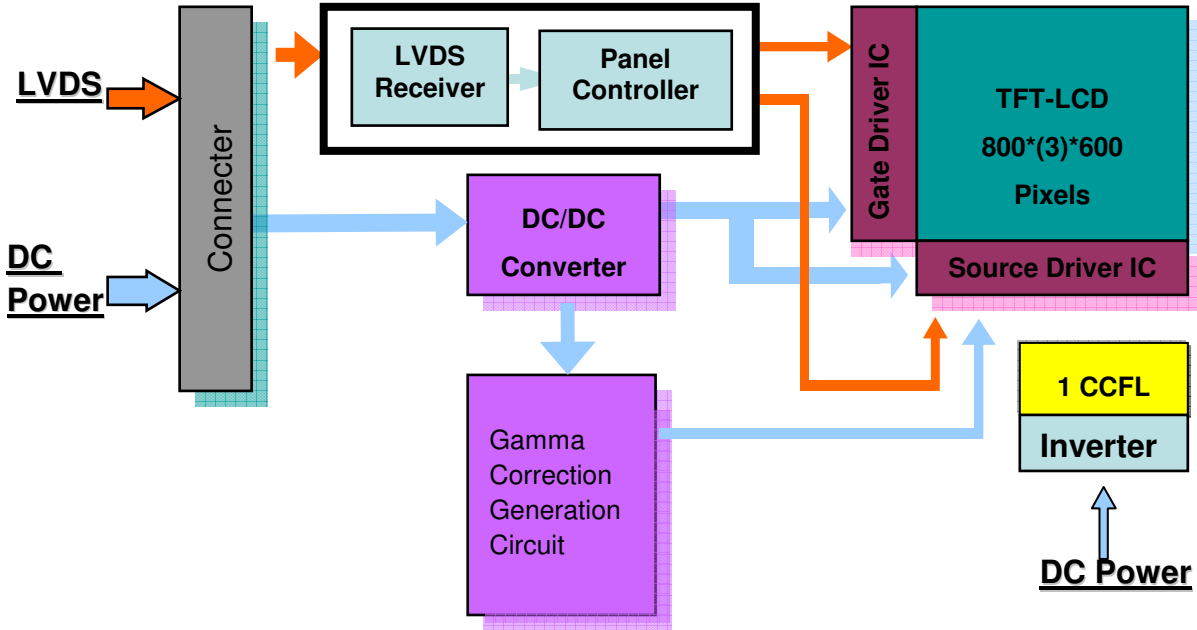 LVDS
DC
Power
Connecter
LVDS
Receiver
Panel
Controller
DC/DC
Converter
Gamma
Correction
Generation
Circuit
Gate Driver IC
TFT-LCD
800*(3)*600
Pixels
Source Driver IC
1 CCFL
Inverter
DC Power